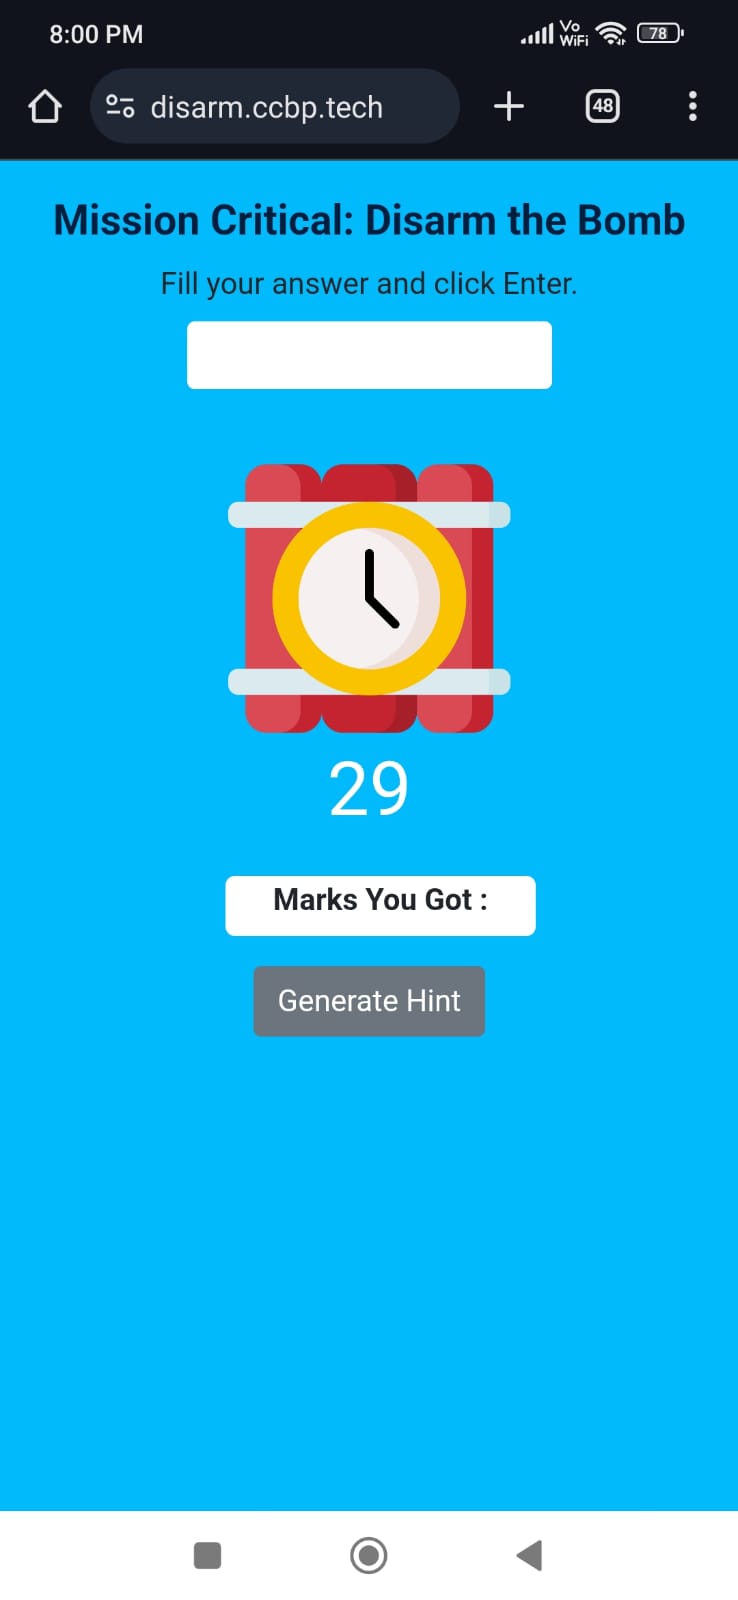 8:00 PM
Vo
WiFi
78
disarm.ccbp.tech
48
Mission Critical: Disarm the Bomb
Fill your answer and click Enter.
29
Marks You Got :
Generate Hint